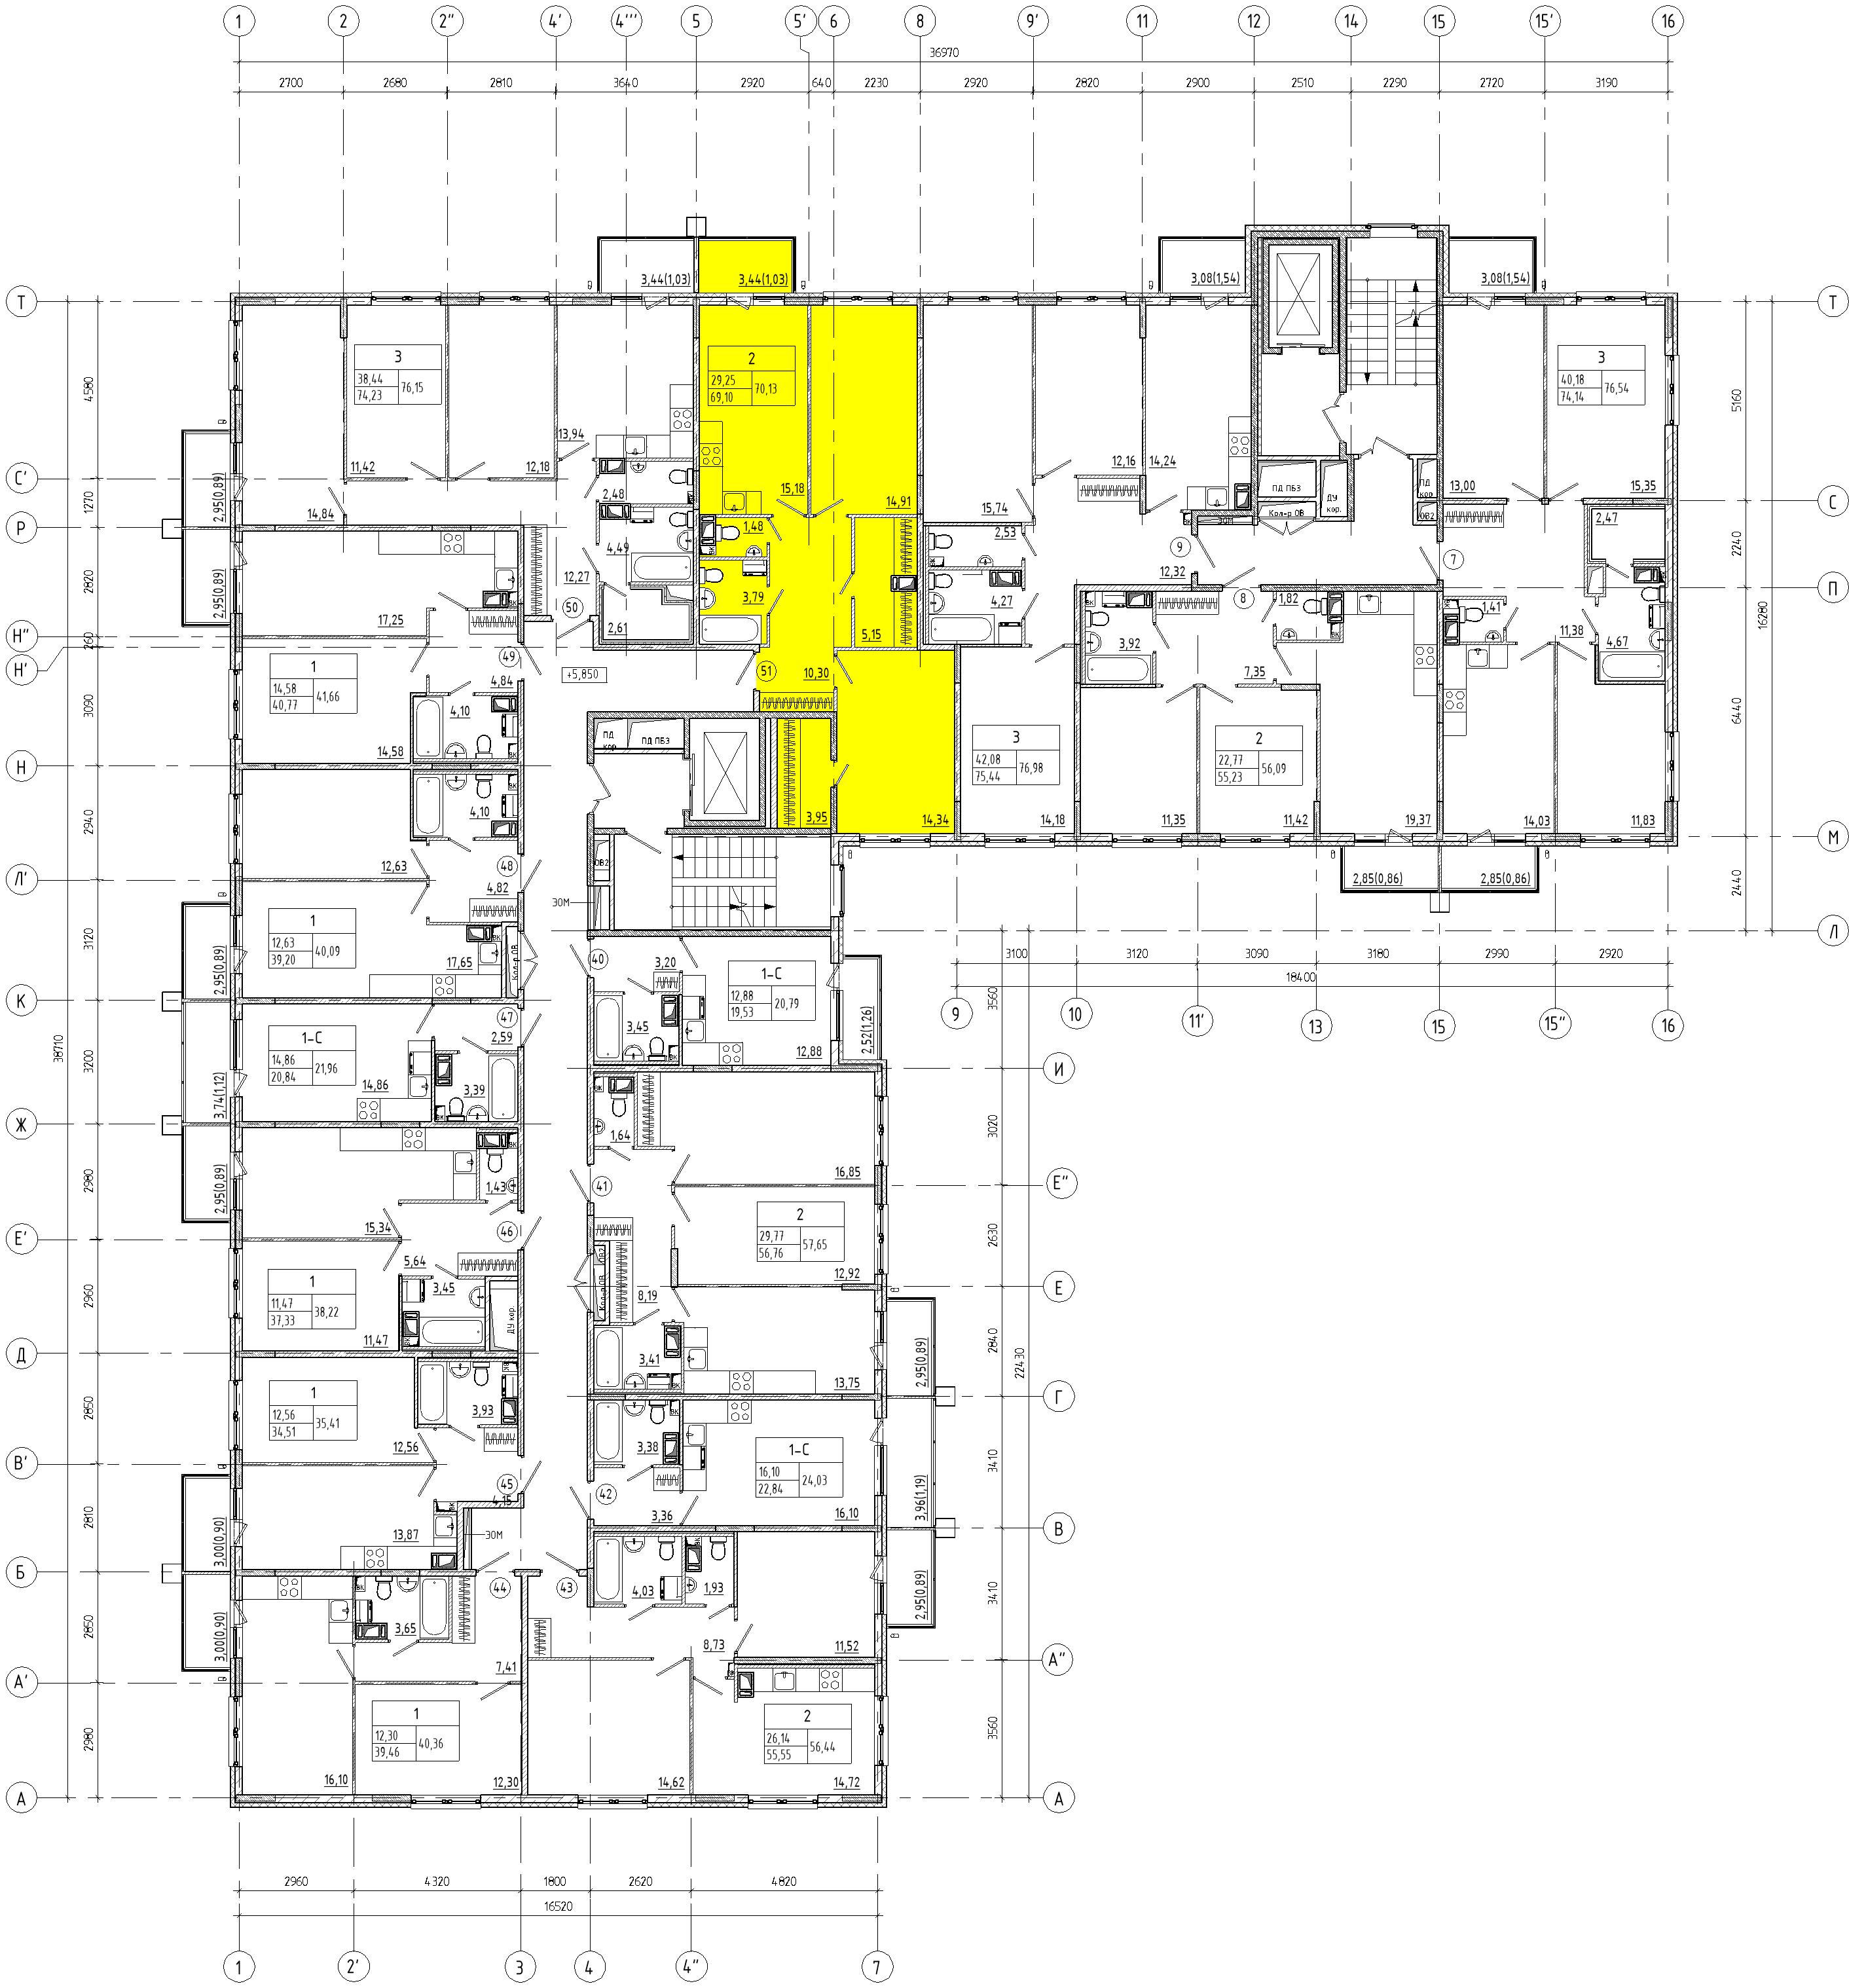 1 2 2" 4' 4''' 5 5' 6 8 9' 11 12 14 15 15' 16
36970
2700 2680 2810 3640 2920 640 2230 2920 2820 2900 2510 2290 2720 3190
3,44(1,03) 3,44(1,03) 3,08(1,54) 3,08(1,54)
Т Т
3
38,44 76,15
74,23
2
29,25 70,13
69,10
3
40,18 76,54
74,14
4580 5160
13,94
11,42 12,18 12,16 14,24
С'
2,95(0,89)
2,48 15,18 14,91 15,74 13,00 15,35
ПД ПБЗ ДУ кор. ПД кор
Кол-р ОВ ОВ2
С
1270 14,84
Р
1,48 2,53 2,47
4,49 12,27 9 7
2240
2820 2,95(0,89)
3,79 4,27 12,32 8 1,82 1,41
П
17,25 50 2,61 5,15 3,92 11,38 4,67
16280
Н"
260
Н'
49 51 10,30 7,35
+5,850
1
14,58 41,66
40,77
4,84
4,10
3090 6440
ПД кор ПД ПБЗ
3
42,08 76,98
75,44
2
22,77 56,09
55,23
14,58
Н
4,10 3,95 14,34 14,18 11,35 11,42 19,37 14,03 11,83
2940
М
12,63 48 ОВ2
Л'
4,82 2,85(0,86) 2,85(0,86)
2440
ЗОМ
1
12,63 40,09
39,20
3120 2,95(0,89)
17,65 Кол-р ОВ
Л
40 3,20
1-С
12,88 20,79
19,53
3100 3120 3090 3180 2990 2920
18400
К
9 10 11' 13 15 15" 16
47 2,59 3,45 12,88 2,52(1,26) 3560
1-С
14,86 21,96
20,84
38710
3200 3,74(1,12)
14,86 3,39
И
Ж
1,64 3020
2980 2,95(0,89)
1,43 41 16,85
Е"
15,34 46
2
29,77 57,65
56,76
2630
Е'
5,64 3,45 ОВ2 12,92
Кол-р ОВ
Е
1
11,47 38,22
37,33
2960
8,19
ДУ кор.
11,47
Д
3,41 13,75 2,95(0,89) 2840 22430
1
12,56 35,41
34,51
2850
3,93
Г
12,56 3,38
В'
1-С
16,10 24,03
22,84
3,96(1,19) 3410
45 4,15 42
2810 3,00(0,90)
13,87 ЗОМ 3,36 16,10
В
Б
44 43 4,03 1,93
2,95(0,89) 3410
2850 3,00(0,90)
3,65 8,73 11,52
А"
7,41
А'
1
12,30 40,36
39,46
2
26,14 56,44
55,55
2980 3560
16,10 12,30 14,62 14,72
А А
2960 4320 1800 2620 4820
16520
1 2' 3 4 4" 7